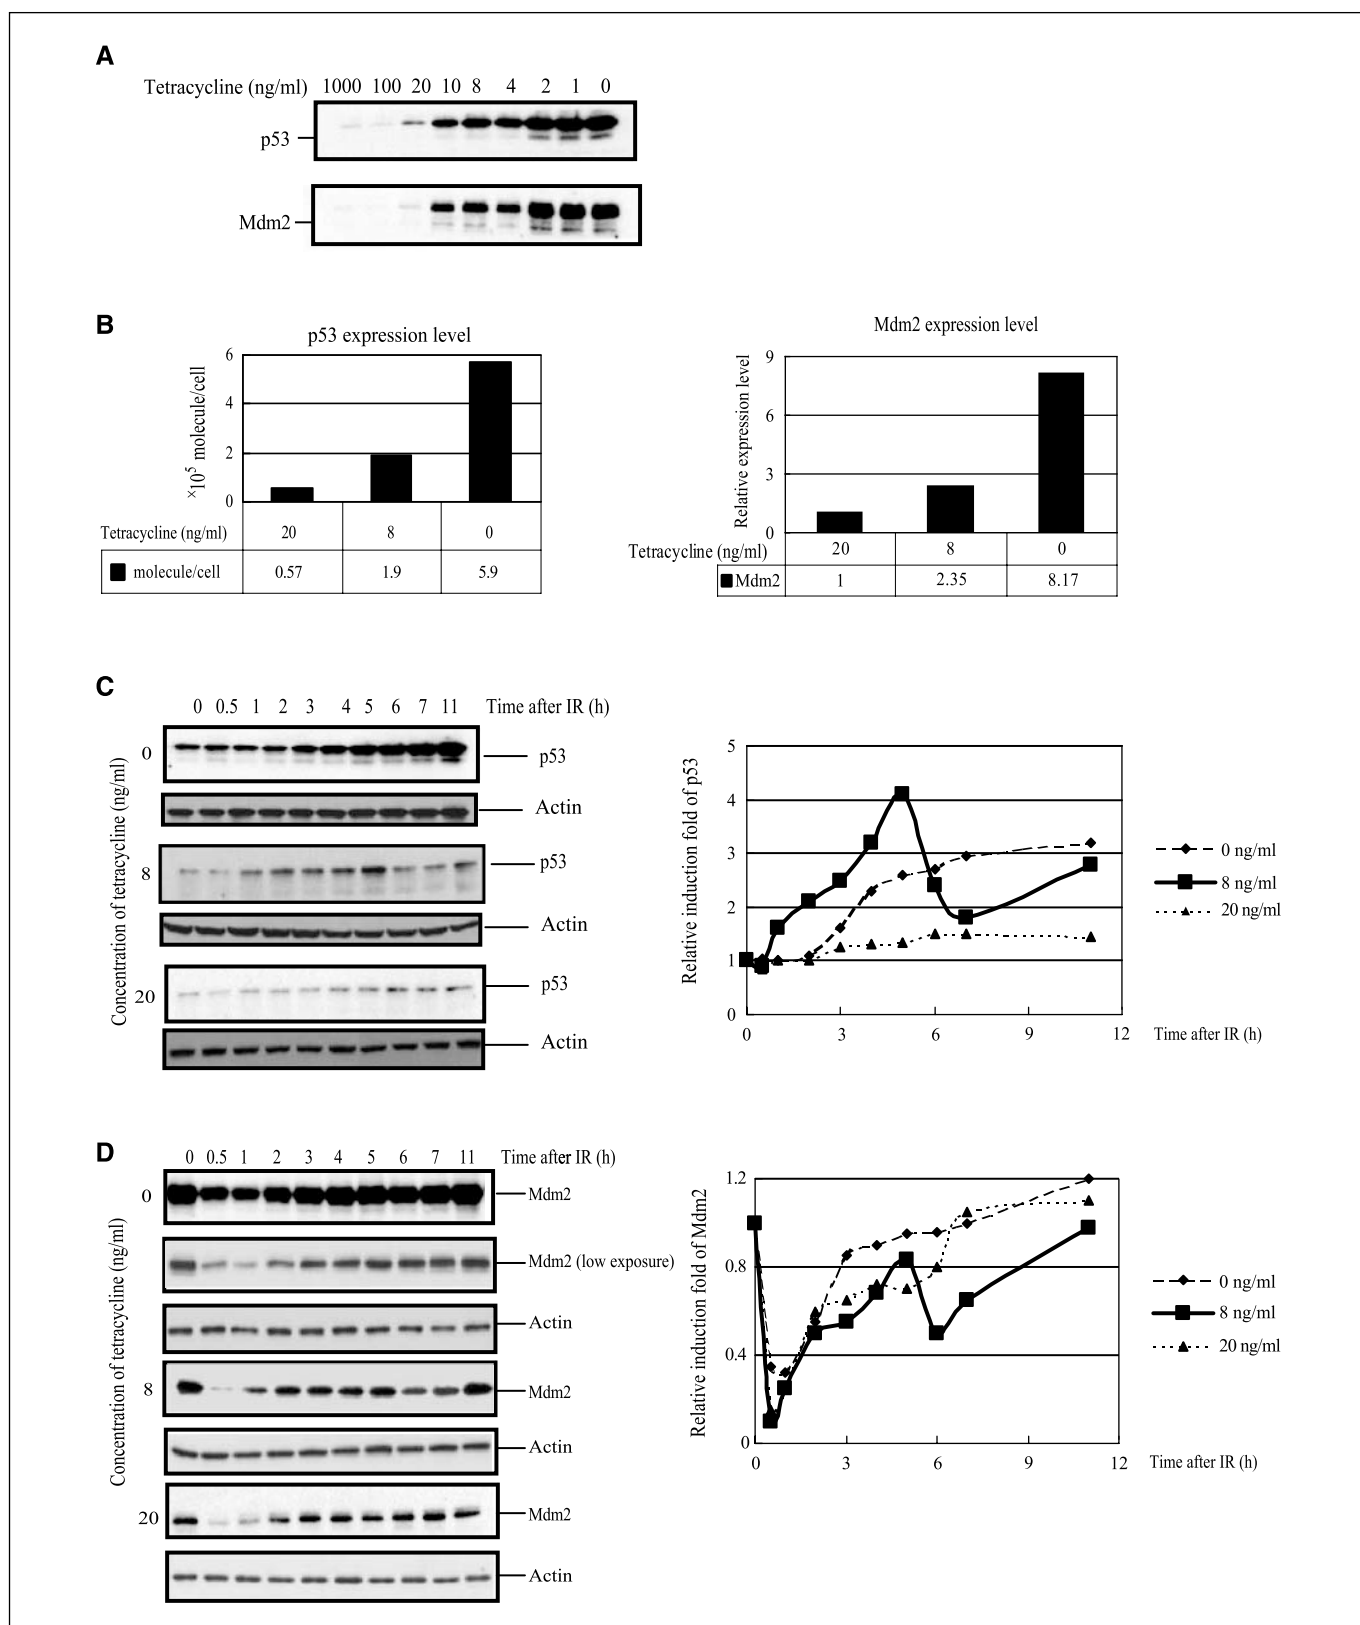 A
Tetracycline (ng/ml) 1000 100 20 10 8 4 2 1 0
p53
Mdm2
B
p53 expression level
×10⁵ molecule/cell
6
4
2
0
Tetracycline (ng/ml) 20 8 0
molecule/cell 0.57 1.9 5.9
Mdm2 expression level
Relative expression level
9
6
3
0
Tetracycline (ng/ml) 20 8 0
Mdm2 1 2.35 8.17
C
0 0.5 1 2 3 4 5 6 7 11 Time after IR (h)
Concentration of tetracycline (ng/ml)
0
p53
Actin
8
p53
Actin
20
p53
Actin
Relative induction fold of p53
5
4
3
2
1
0
0 3 6 9 12 Time after IR (h)
0 ng/ml
8 ng/ml
20 ng/ml
D
0 0.5 1 2 3 4 5 6 7 11 Time after IR (h)
Concentration of tetracycline (ng/ml)
0
Mdm2
Mdm2 (low exposure)
Actin
8
Mdm2
Actin
20
Mdm2
Actin
Relative induction fold of Mdm2
1.2
0.8
0.4
0
0 3 6 9 12 Time after IR (h)
0 ng/ml
8 ng/ml
20 ng/ml